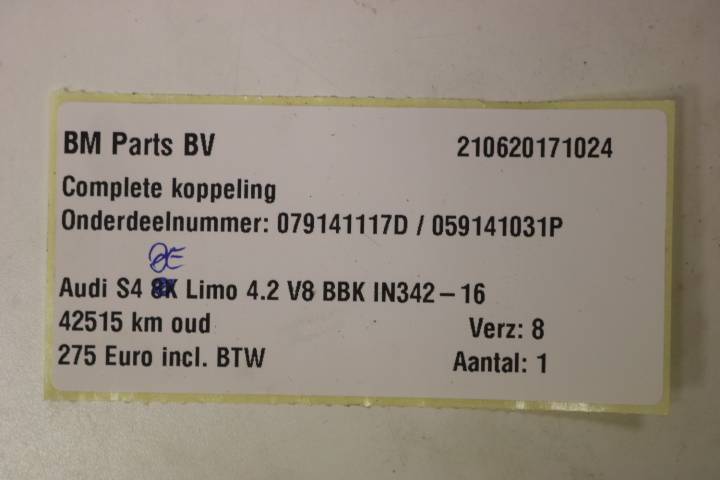 BM Parts BV 210620171024
Complete koppeling
Onderdeelnummer: 079141117D / 059141031P
8E
Audi S4 8K Limo 4.2 V8 BBK IN342 – 16
42515 km oud Verz: 8
275 Euro incl. BTW Aantal: 1